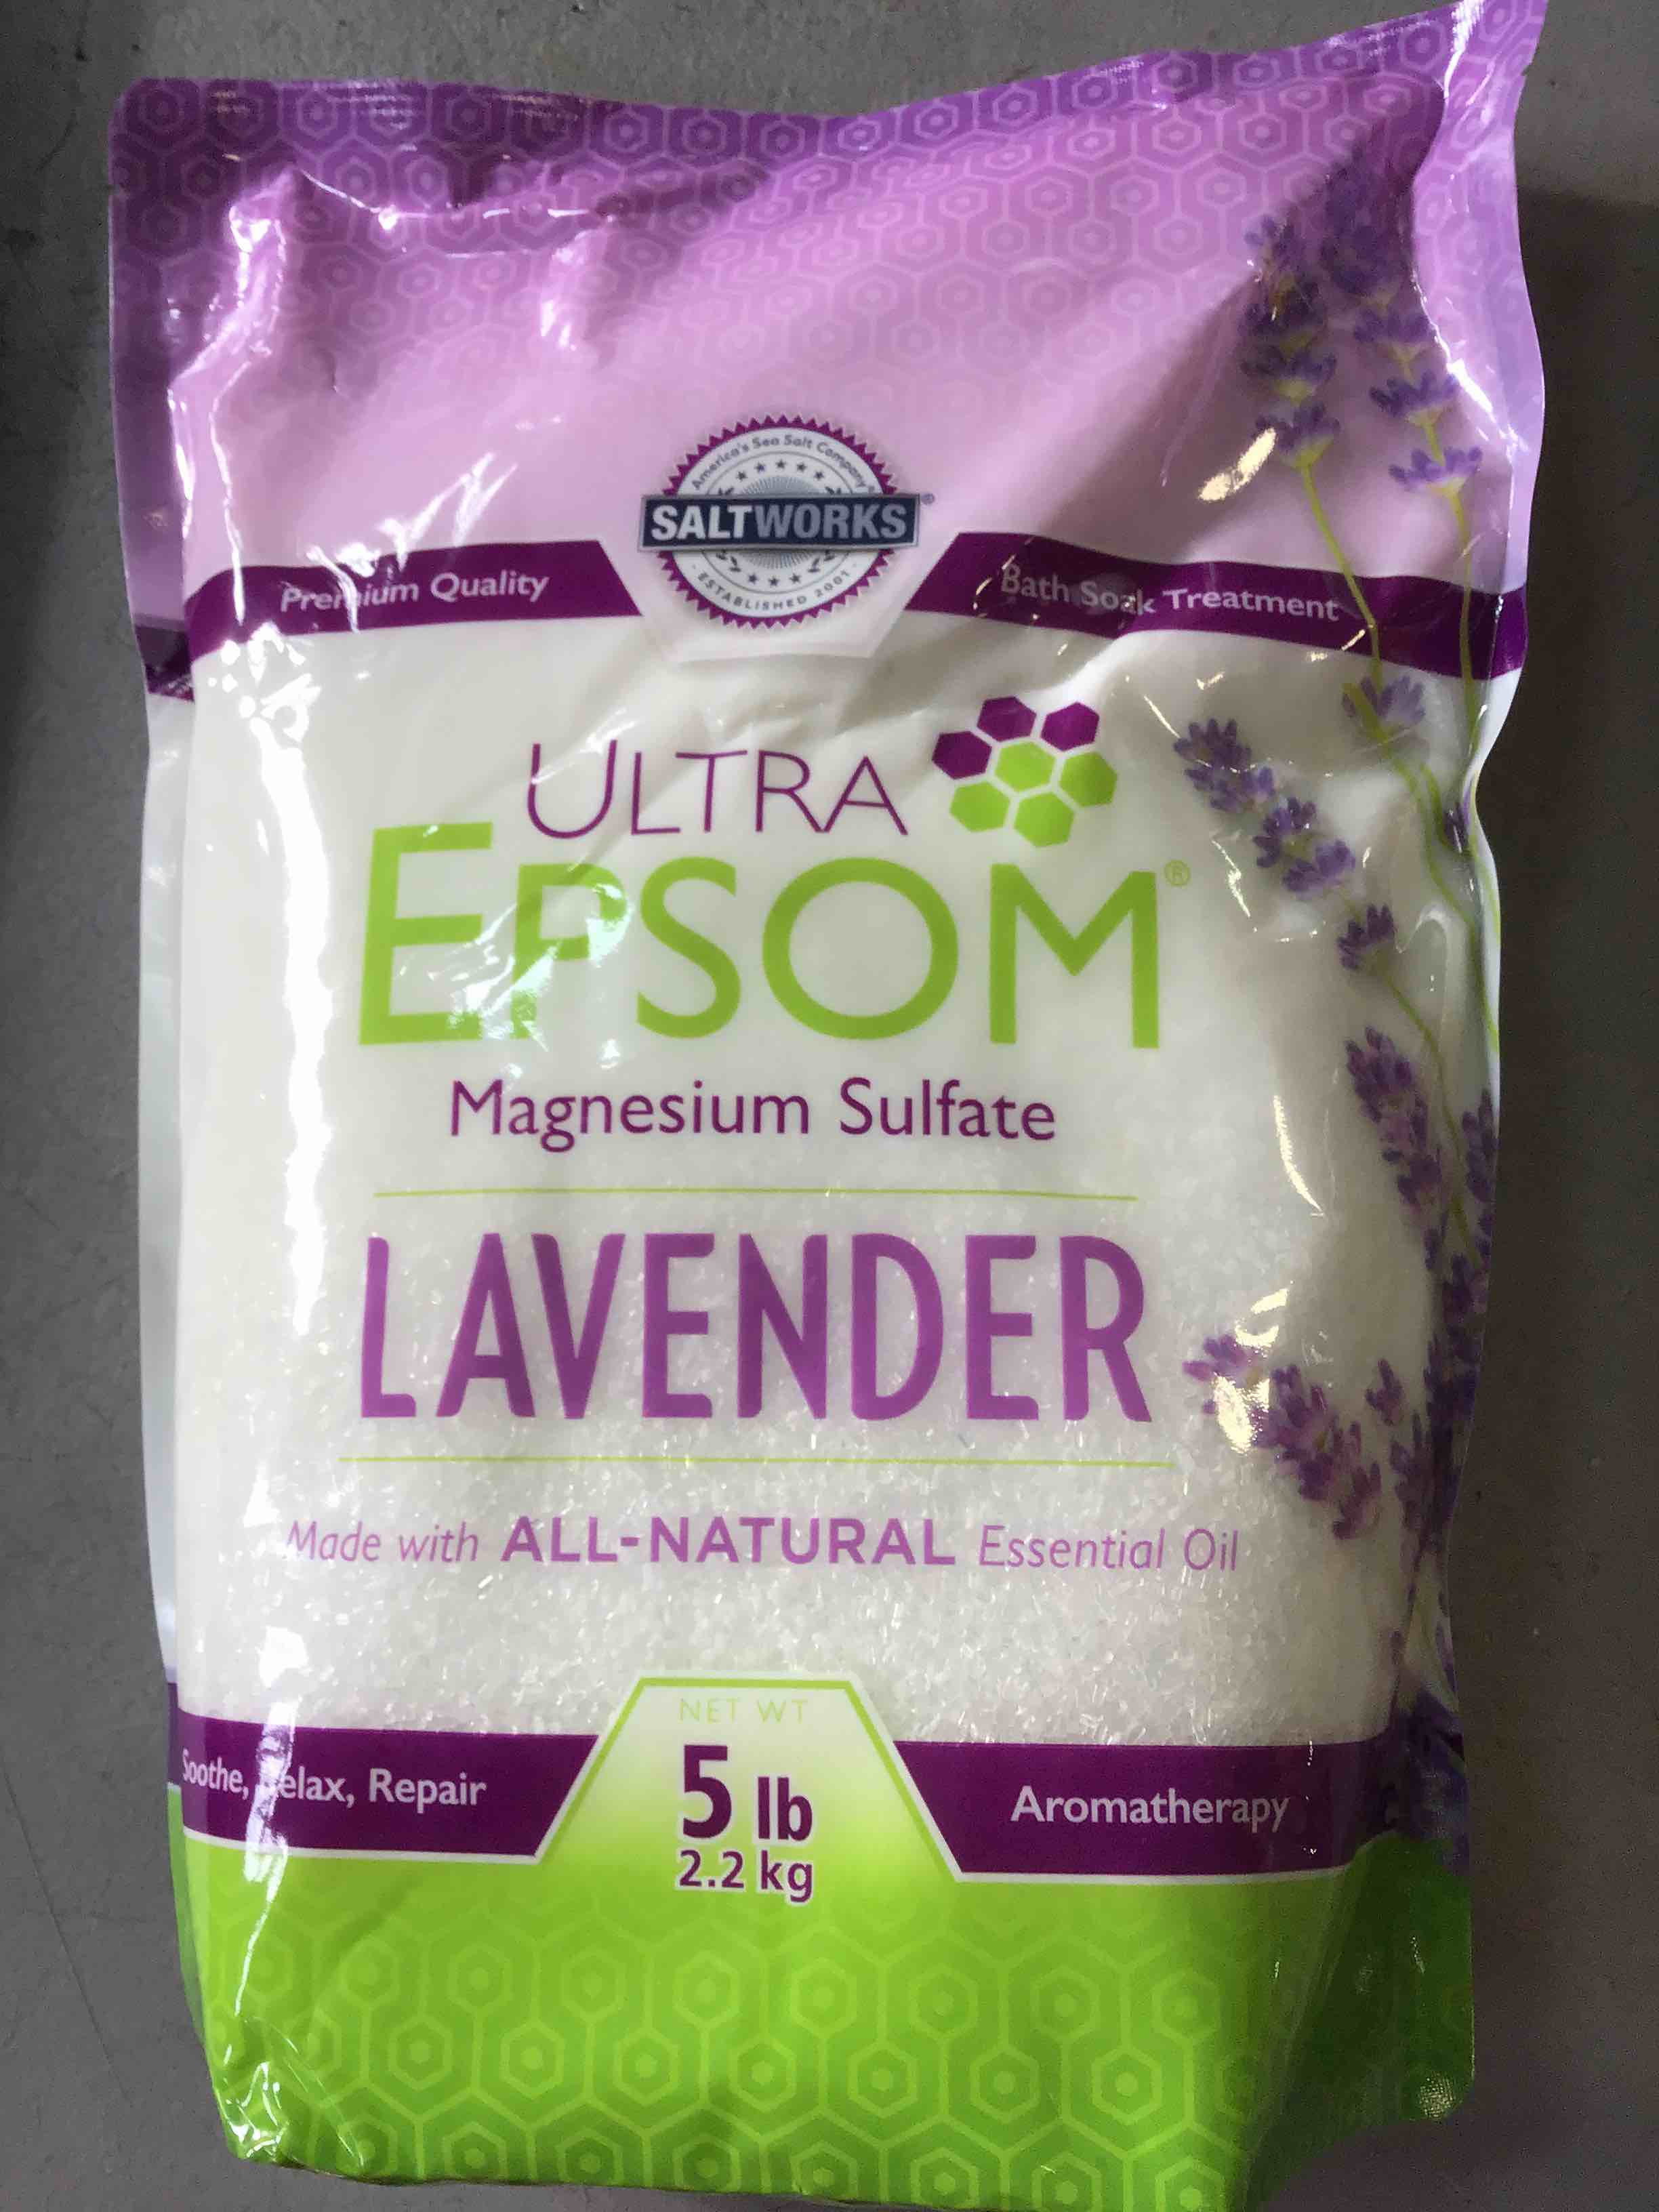 America's Sea Salt Company
SALTWORKS®
ESTABLISHED 2001
Premium Quality
Bath Soak Treatment
ULTRA
EPSOM®
Magnesium Sulfate
LAVENDER
Made with ALL-NATURAL Essential Oil
NET WT
5 lb
2.2 kg
Soothe, Relax, Repair
Aromatherapy